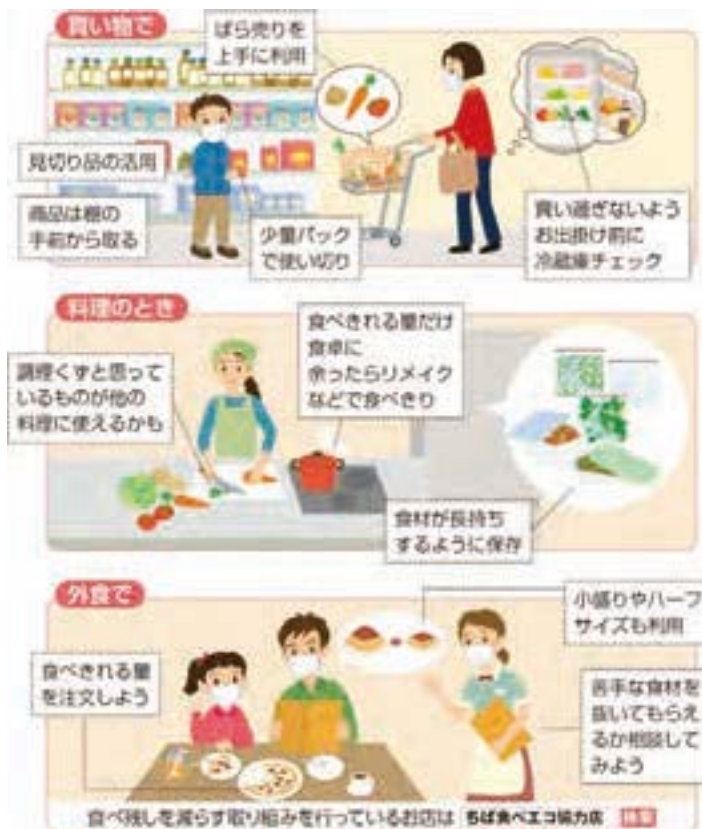 買い物で
ばら売りを
上手に利用
見切り品の活用
商品は棚の
手前から取る
少量パック
で使い切り
買い過ぎないよう
お出掛け前に
冷蔵庫チェック
料理のとき
食べきれる量だけ
食卓に
余ったらリメイク
などで食べきり
調理くずと思って
いるものが他の
料理に使えるかも
食材が長持ち
するように保存
外食で
小盛りやハーフ
サイズも利用
食べきれる量
を注文しよう
苦手な食材を
抜いてもらえ
るか相談して
みよう
食べ残しを減らす取り組みを行っているお店は ちば食べエコ協力店 検索